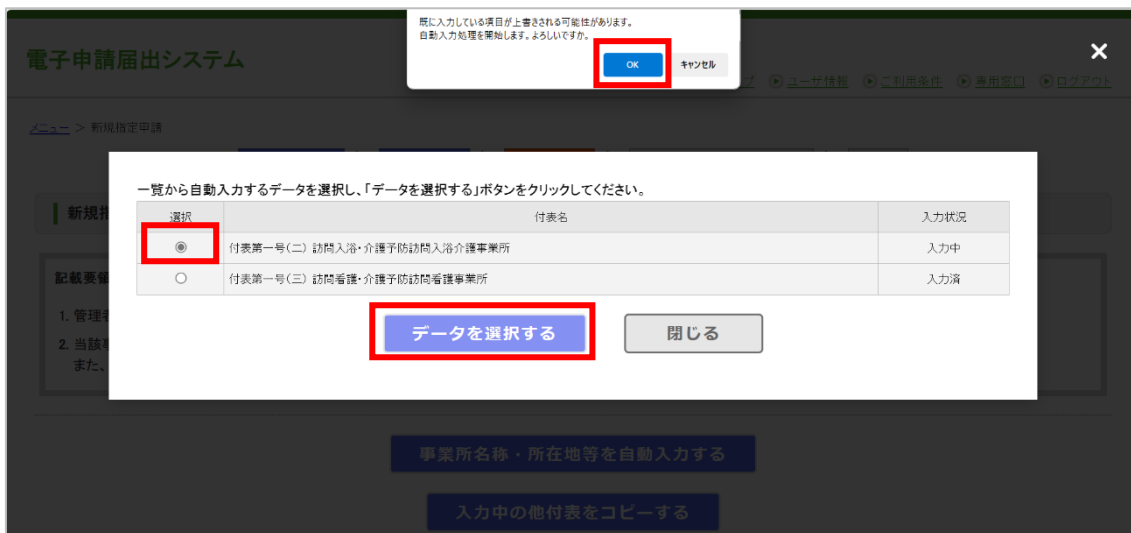 既に入力している項目が上書きされる可能性があります。
自動入力処理を開始します。よろしいですか。
OK キャンセル
電子申請届出システム
プ ユーザ情報 ご利用条件 専用窓口 ログアウト
メニュー > 新規指定申請
一覧から自動入力するデータを選択し、「データを選択する」ボタンをクリックしてください。
新規指
選択 付表名 入力状況
付表第一号(二) 訪問入浴・介護予防訪問入浴介護事業所 入力中
付表第一号(三) 訪問看護・介護予防訪問看護事業所 入力済
記載要領
1. 管理者
データを選択する 閉じる
2. 当該事
また、
事業所名称・所在地等を自動入力する
入力中の他付表をコピーする